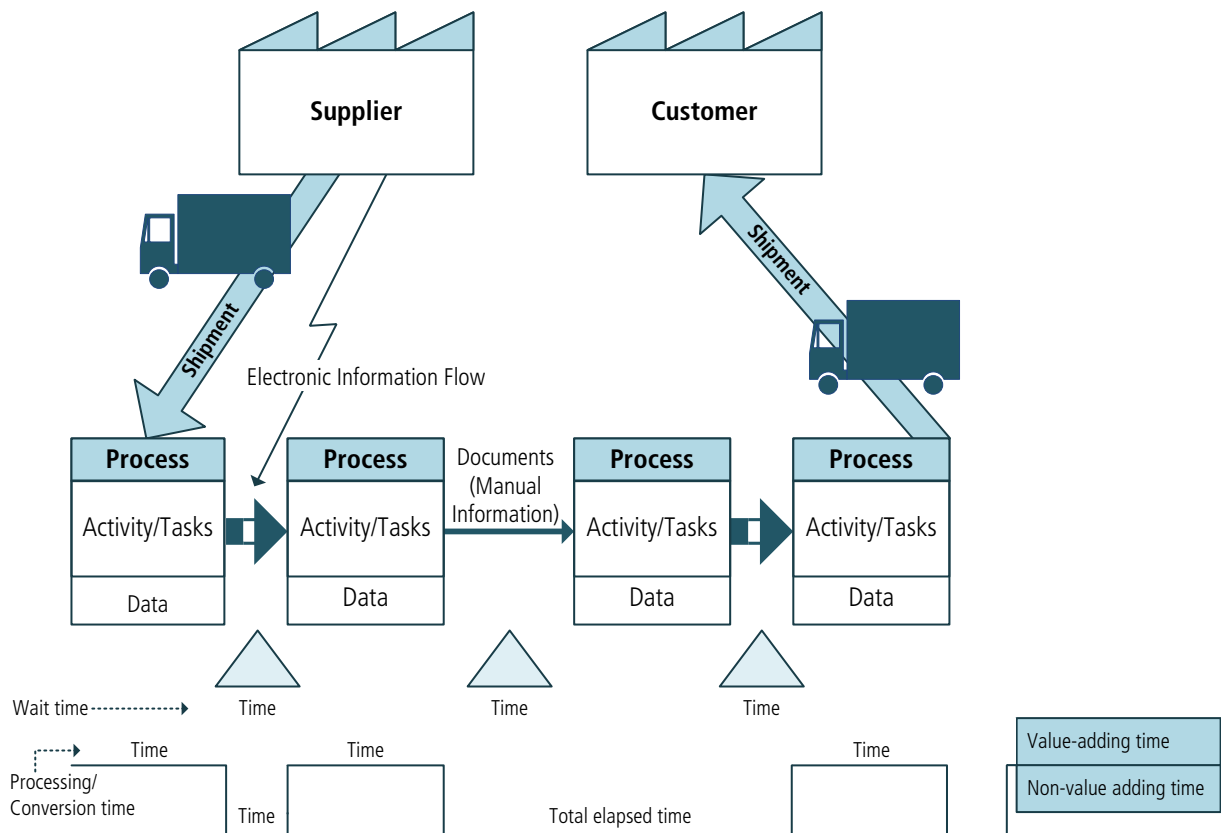 Supplier
Customer
Shipment
Shipment
Electronic Information Flow
Process
Process
Documents
(Manual
Information)
Process
Process
Activity/Tasks
Activity/Tasks
Activity/Tasks
Activity/Tasks
Data
Data
Data
Data
Wait time
Time
Time
Time
Time
Time
Time
Value-adding time
Processing/
Conversion time
Time
Total elapsed time
Non-value adding time